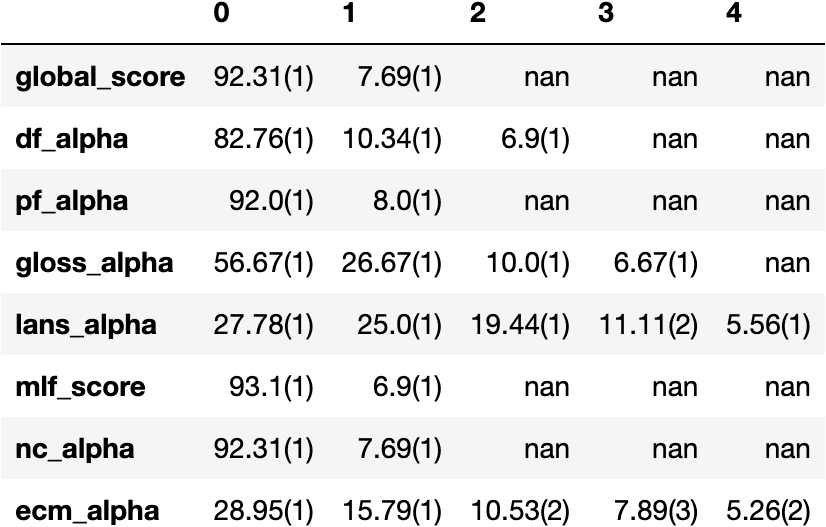 0 1 2 3 4
global_score 92.31(1) 7.69(1) nan nan nan
df_alpha 82.76(1) 10.34(1) 6.9(1) nan nan
pf_alpha 92.0(1) 8.0(1) nan nan nan
gloss_alpha 56.67(1) 26.67(1) 10.0(1) 6.67(1) nan
lans_alpha 27.78(1) 25.0(1) 19.44(1) 11.11(2) 5.56(1)
mlf_score 93.1(1) 6.9(1) nan nan nan
nc_alpha 92.31(1) 7.69(1) nan nan nan
ecm_alpha 28.95(1) 15.79(1) 10.53(2) 7.89(3) 5.26(2)